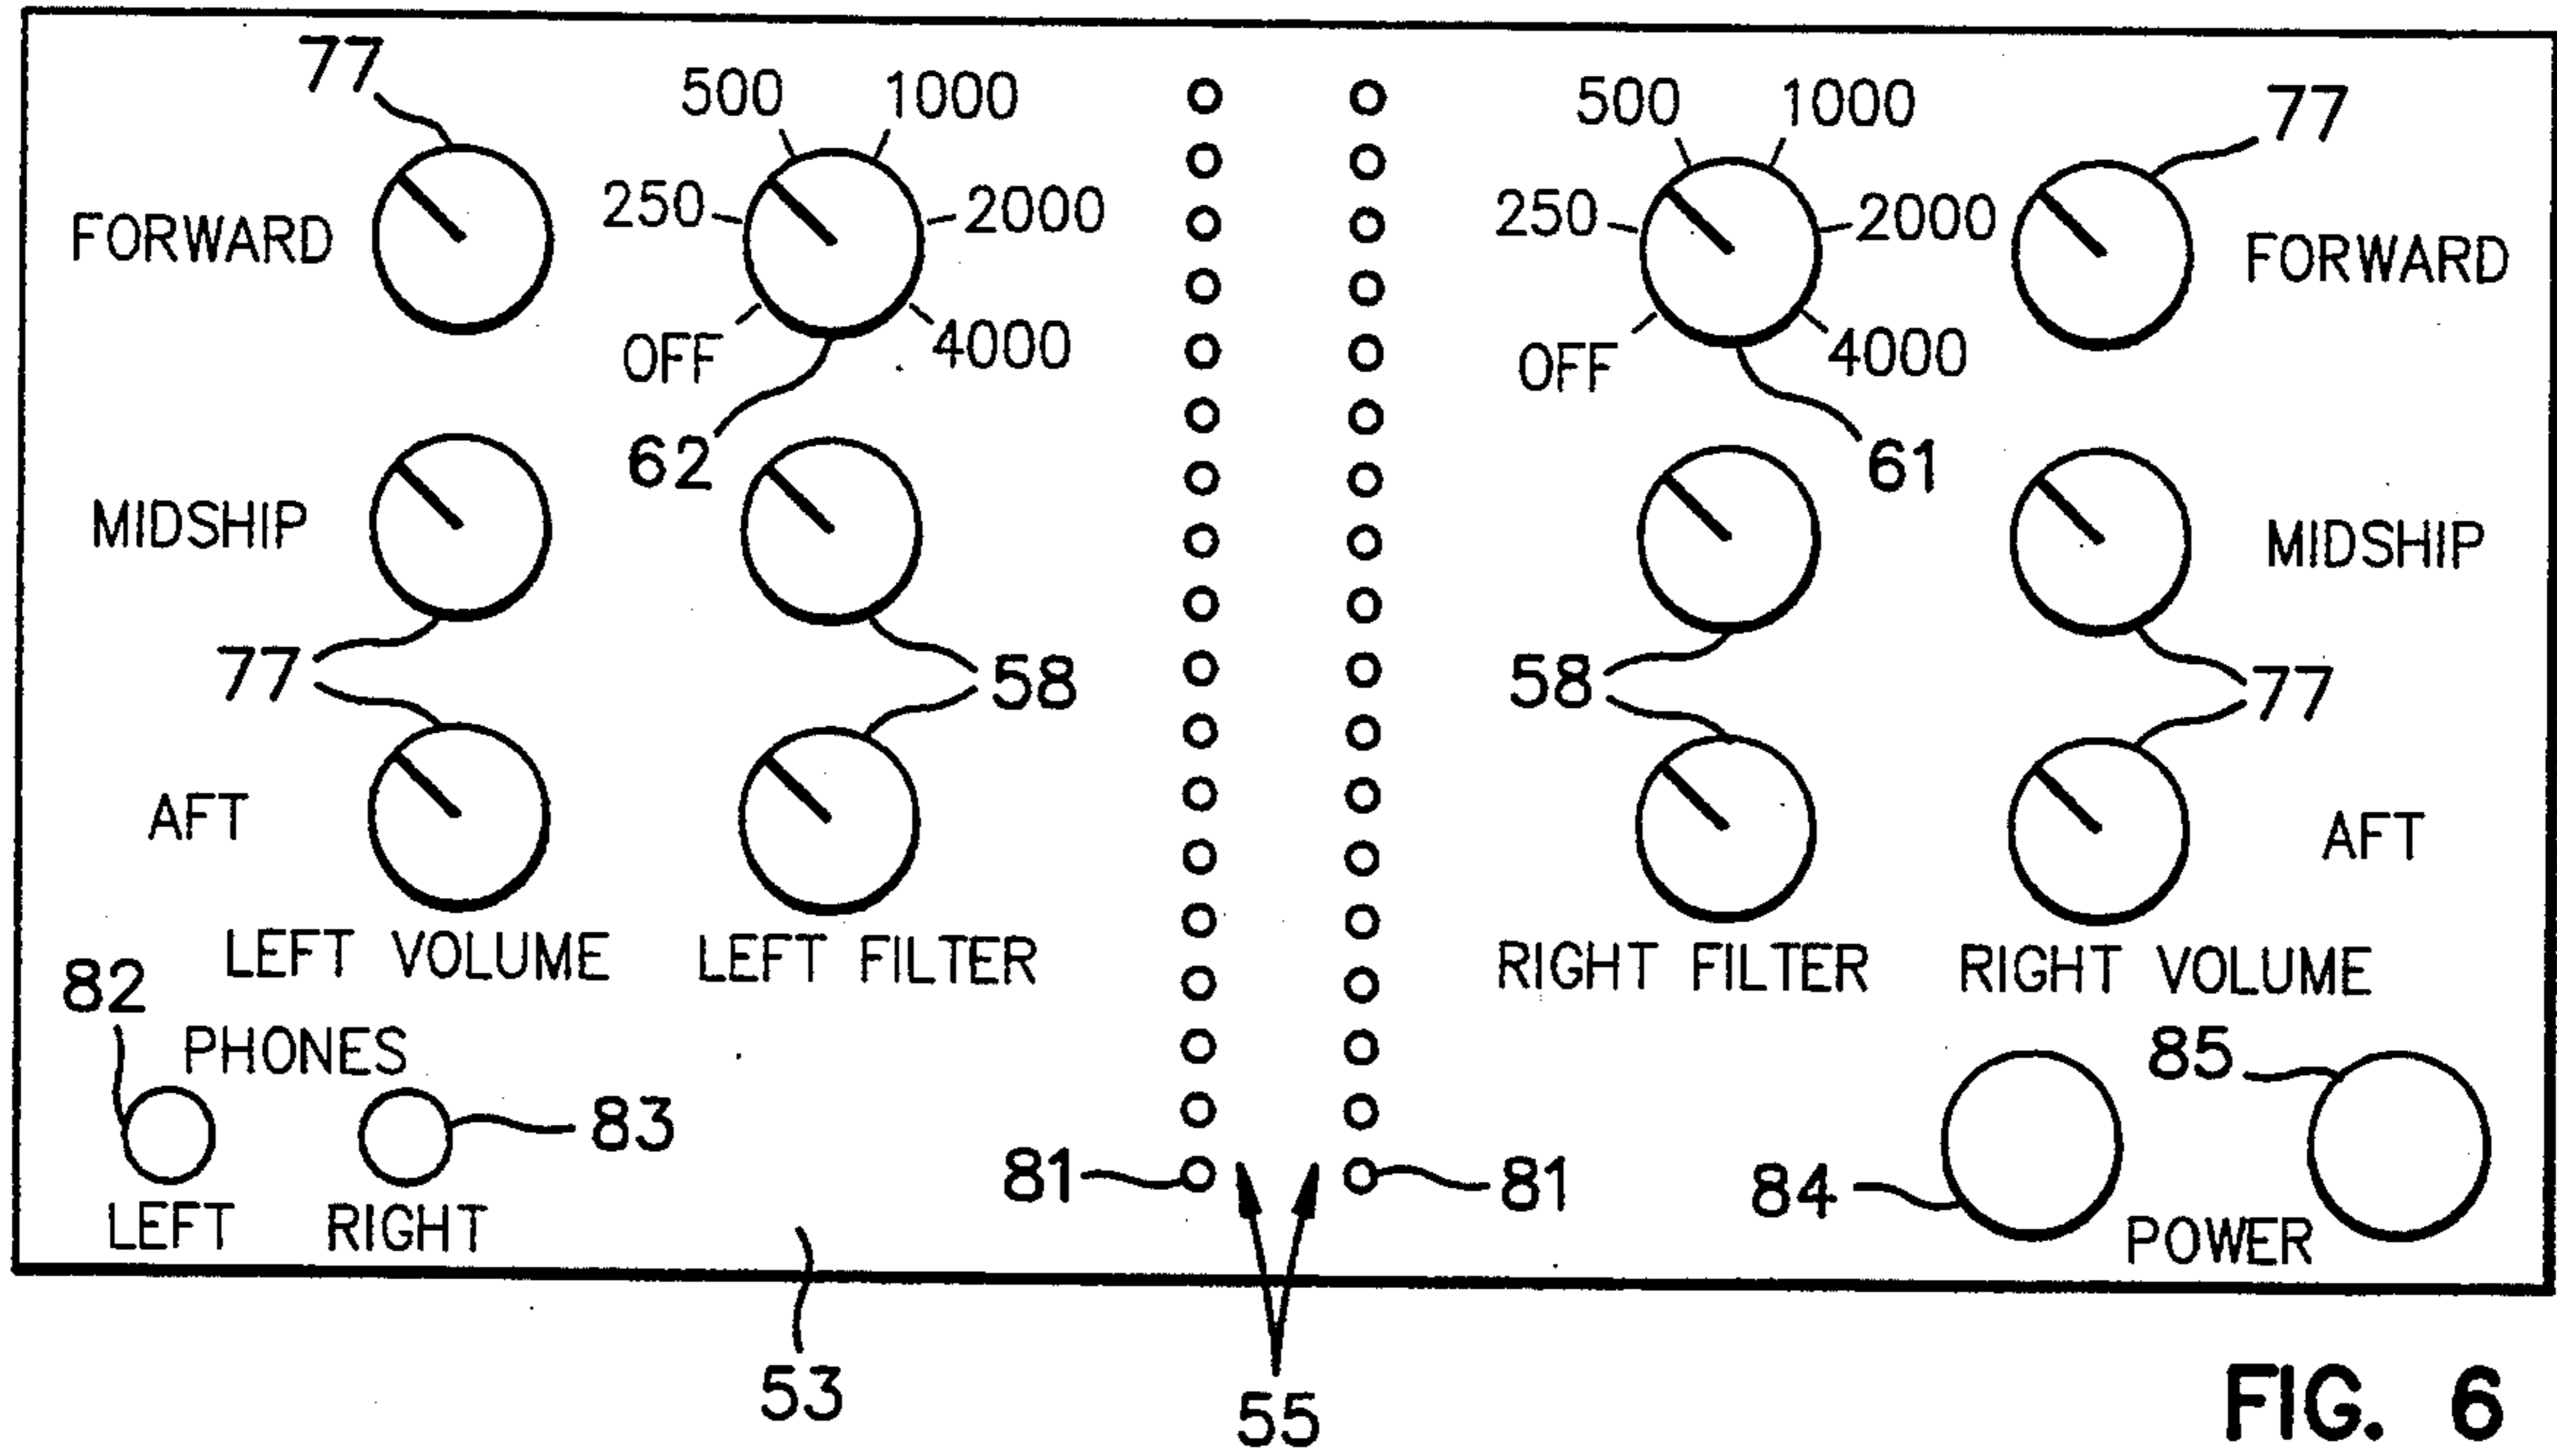 77
500 1000 500 1000 77
250 2000 250 2000
FORWARD FORWARD
OFF 4000 OFF 4000
62 61
MIDSHIP MIDSHIP
77 58 58 77
AFT AFT
LEFT VOLUME LEFT FILTER RIGHT FILTER RIGHT VOLUME
82
PHONES 85
83
81 81 84
LEFT RIGHT POWER
53 55
FIG. 6